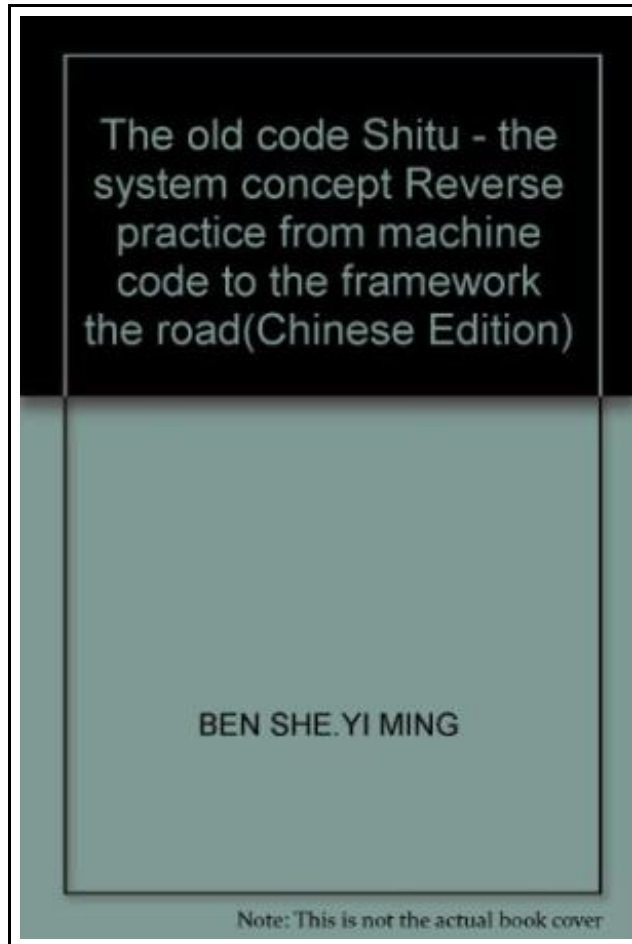 The old code Shitu - the
system concept Reverse
practice from machine
code to the framework
the road(Chinese Edition)
BEN SHE.YI MING
Note: This is not the actual book cover